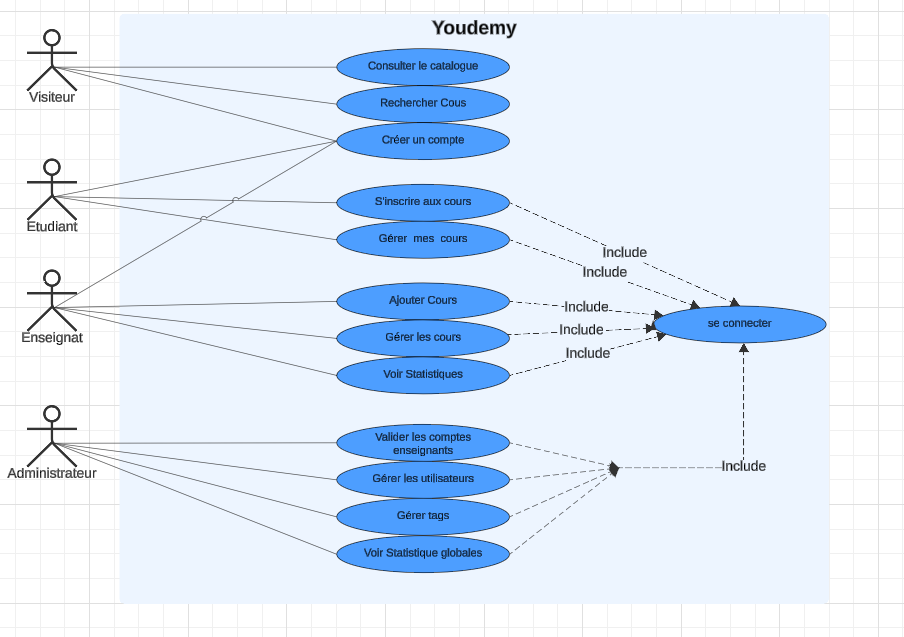 Youdemy
Visiteur
Consulter le catalogue
Rechercher Cous
Créer un compte
Etudiant
S'inscrire aux cours
Gérer mes cours
Include
Include
Enseignat
Ajouter Cours
Gérer les cours
Voir Statistiques
Include
Include
Include
se connecter
Administrateur
Valider les comptes
enseignants
Gérer les utilisateurs
Gérer tags
Voir Statistique globales
Include